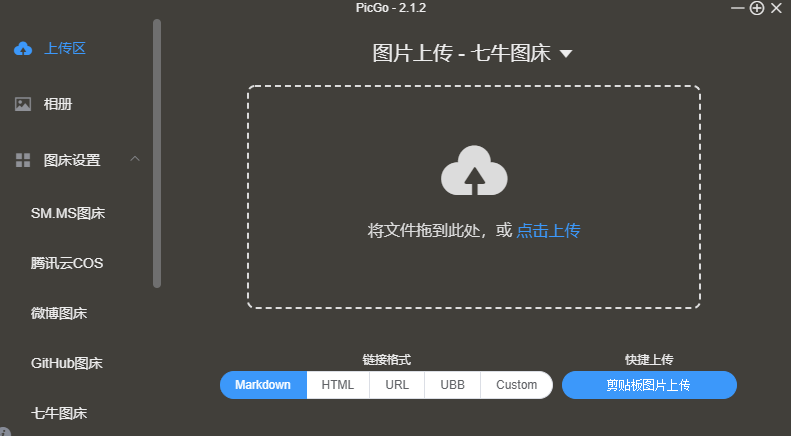 PicGo - 2.1.2
上传区
相册
图床设置
SM.MS图床
腾讯云COS
微博图床
GitHub图床
七牛图床
图片上传 - 七牛图床
将文件拖到此处，或 点击上传
链接格式
Markdown HTML URL UBB Custom
快捷上传
剪贴板图片上传